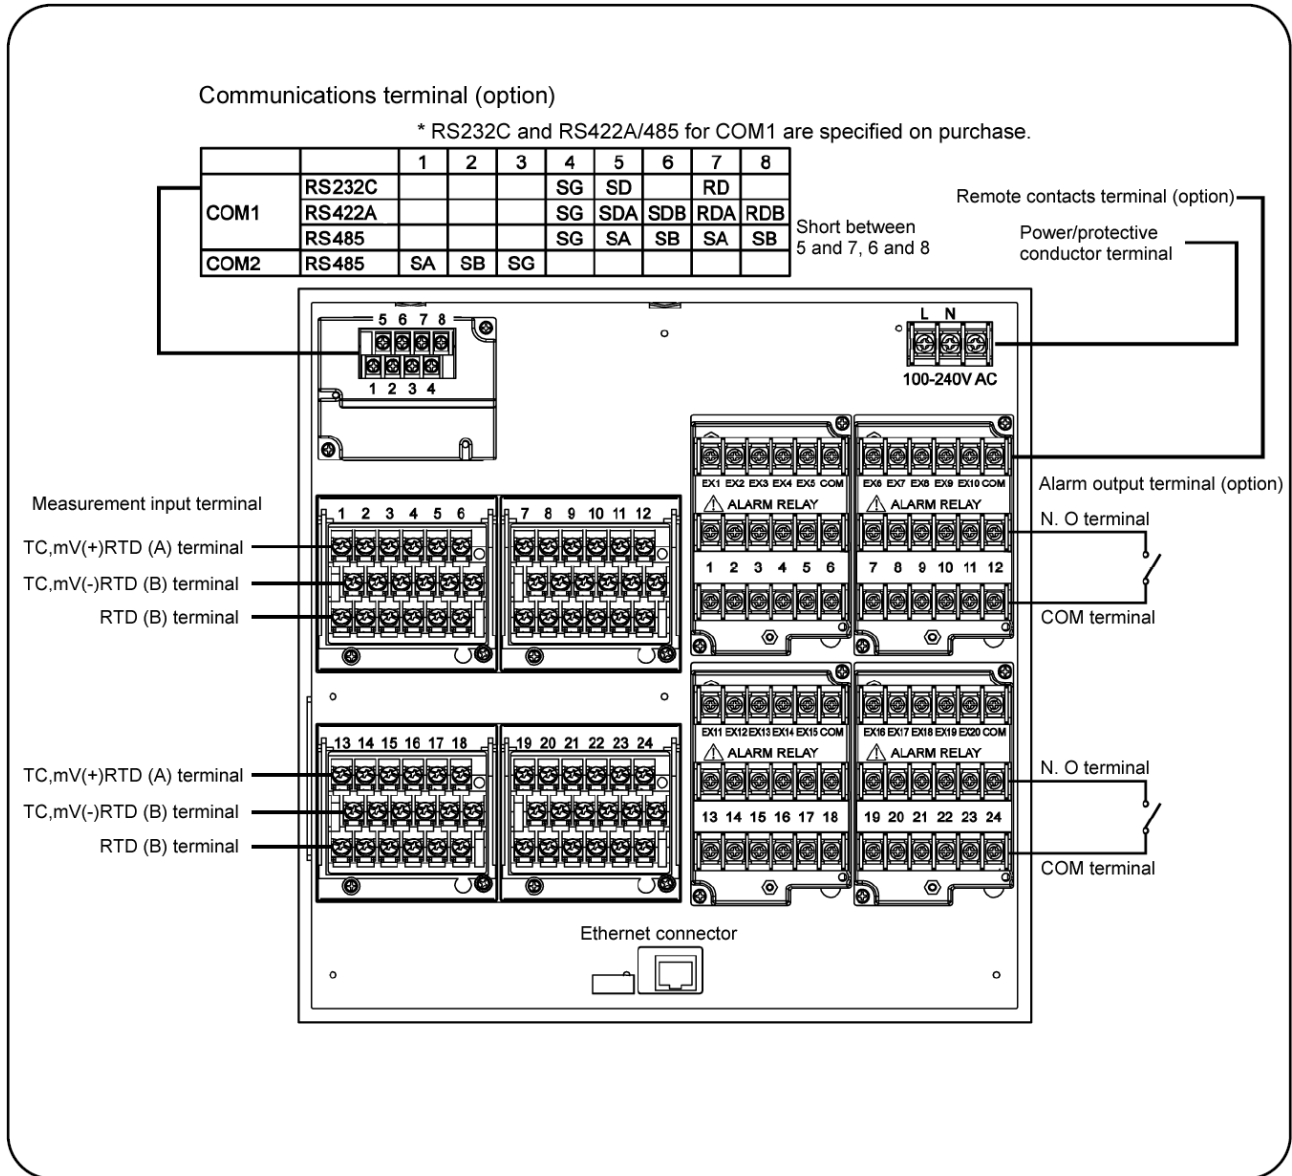 Communications terminal (option)
* RS232C and RS422A/485 for COM1 are specified on purchase.
1 2 3 4 5 6 7 8
COM1 RS232C SG SD RD
RS422A SG SDA SDB RDA RDB
RS485 SG SA SB SA SB
COM2 RS485 SA SB SG
Short between
5 and 7, 6 and 8
Remote contacts terminal (option)
Power/protective
conductor terminal
5 6 7 8
1 2 3 4
L N
100-240V AC
EX1 EX2 EX3 EX4 EX5 COM
ALARM RELAY
1 2 3 4 5 6
EX6 EX7 EX8 EX9 EX10 COM
ALARM RELAY
7 8 9 10 11 12
Alarm output terminal (option)
N. O terminal
COM terminal
Measurement input terminal
1 2 3 4 5 6
7 8 9 10 11 12
TC,mV(+)RTD (A) terminal
TC,mV(-)RTD (B) terminal
RTD (B) terminal
EX11 EX12 EX13 EX14 EX15 COM
ALARM RELAY
13 14 15 16 17 18
EX16 EX17 EX18 EX19 EX20 COM
ALARM RELAY
19 20 21 22 23 24
N. O terminal
COM terminal
13 14 15 16 17 18
19 20 21 22 23 24
TC,mV(+)RTD (A) terminal
TC,mV(-)RTD (B) terminal
RTD (B) terminal
Ethernet connector